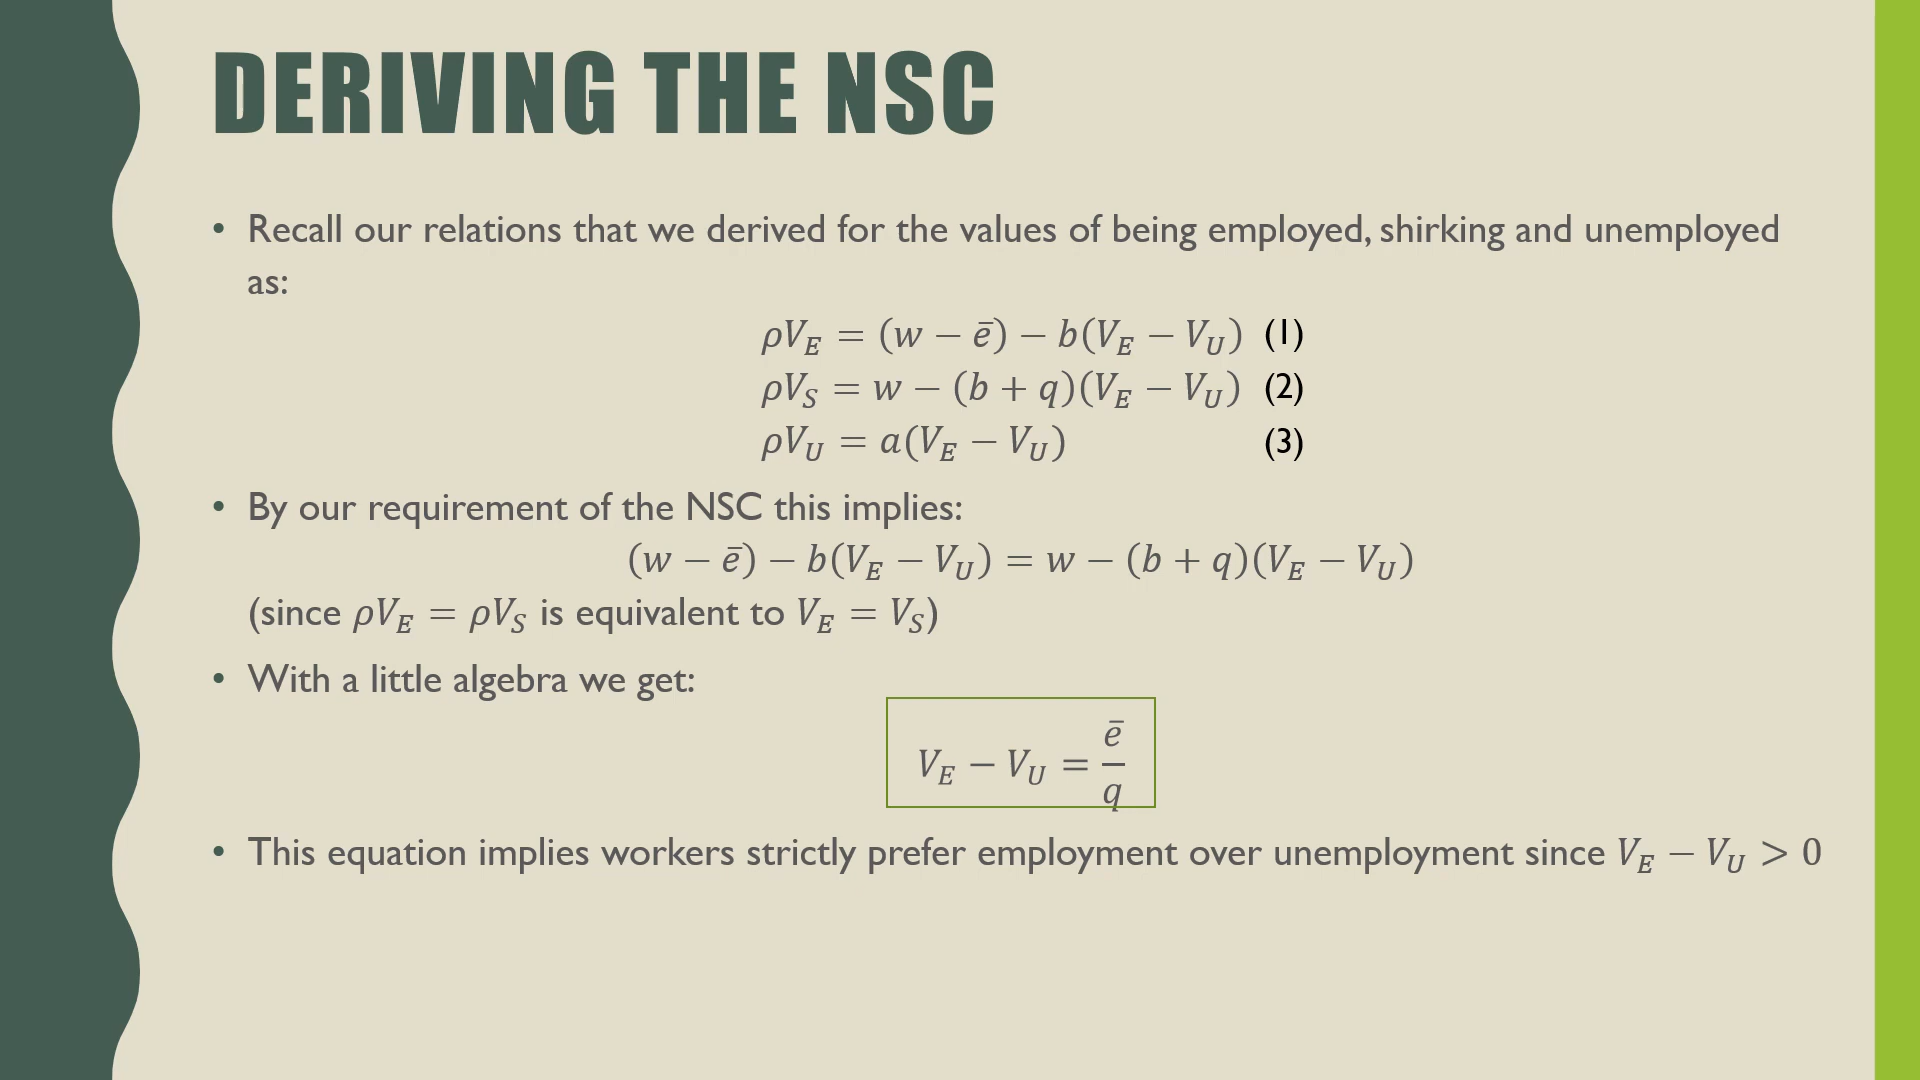 DERIVING THE NSC
• Recall our relations that we derived for the values of being employed, shirking and unemployed
as:
ρV_E = (w − ē) − b(V_E − V_U) (1)
ρV_S = w − (b + q)(V_E − V_U) (2)
ρV_U = a(V_E − V_U) (3)
• By our requirement of the NSC this implies:
(w − ē) − b(V_E − V_U) = w − (b + q)(V_E − V_U)
(since ρV_E = ρV_S is equivalent to V_E = V_S)
• With a little algebra we get:
V_E − V_U = ē/q
• This equation implies workers strictly prefer employment over unemployment since V_E − V_U > 0